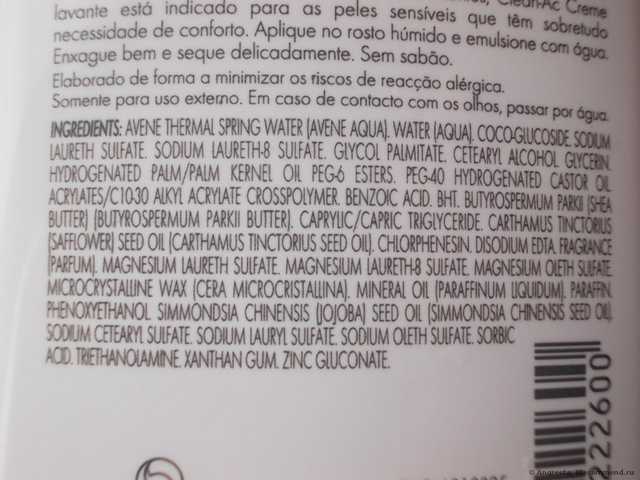 Clean-Ac Creme
lavante está indicado para as peles sensíveis que têm sobretudo
necessidade de conforto. Aplique no rosto húmido e emulsione com água.
Enxague bem e seque delicadamente. Sem sabão.
Elaborado de forma a minimizar os riscos de reacção alérgica.
Somente para uso externo. Em caso de contacto com os olhos, passar por água.
INGREDIENTS: AVENE THERMAL SPRING WATER (AVENE AQUA). WATER (AQUA). COCO-GLUCOSIDE. SODIUM
LAURETH SULFATE. SODIUM LAURETH-8 SULFATE. GLYCOL PALMITATE. CETEARYL ALCOHOL. GLYCERIN.
HYDROGENATED PALM/PALM KERNEL OIL PEG-6 ESTERS. PEG-40 HYDROGENATED CASTOR OIL.
ACRYLATES/C10-30 ALKYL ACRYLATE CROSSPOLYMER. BENZOIC ACID. BHT. BUTYROSPERMUM PARKII (SHEA
BUTTER) (BUTYROSPERMUM PARKII BUTTER). CAPRYLIC/CAPRIC TRIGLYCERIDE. CARTHAMUS TINCTORIUS
(SAFFLOWER) SEED OIL (CARTHAMUS TINCTORIUS SEED OIL). CHLORPHENESIN. DISODIUM EDTA. FRAGRANCE
(PARFUM). MAGNESIUM LAURETH SULFATE. MAGNESIUM LAURETH-8 SULFATE. MAGNESIUM OLETH SULFATE.
MICROCRYSTALLINE WAX (CERA MICROCRISTALLINA). MINERAL OIL (PARAFFINUM LIQUIDUM). PARAFFIN.
PHENOXYETHANOL. SIMMONDSIA CHINENSIS (JOJOBA) SEED OIL (SIMMONDSIA CHINENSIS SEED OIL).
SODIUM CETEARYL SULFATE. SODIUM LAURYL SULFATE. SODIUM OLETH SULFATE. SORBIC
ACID. TRIETHANOLAMINE. XANTHAN GUM. ZINC GLUCONATE.
22600